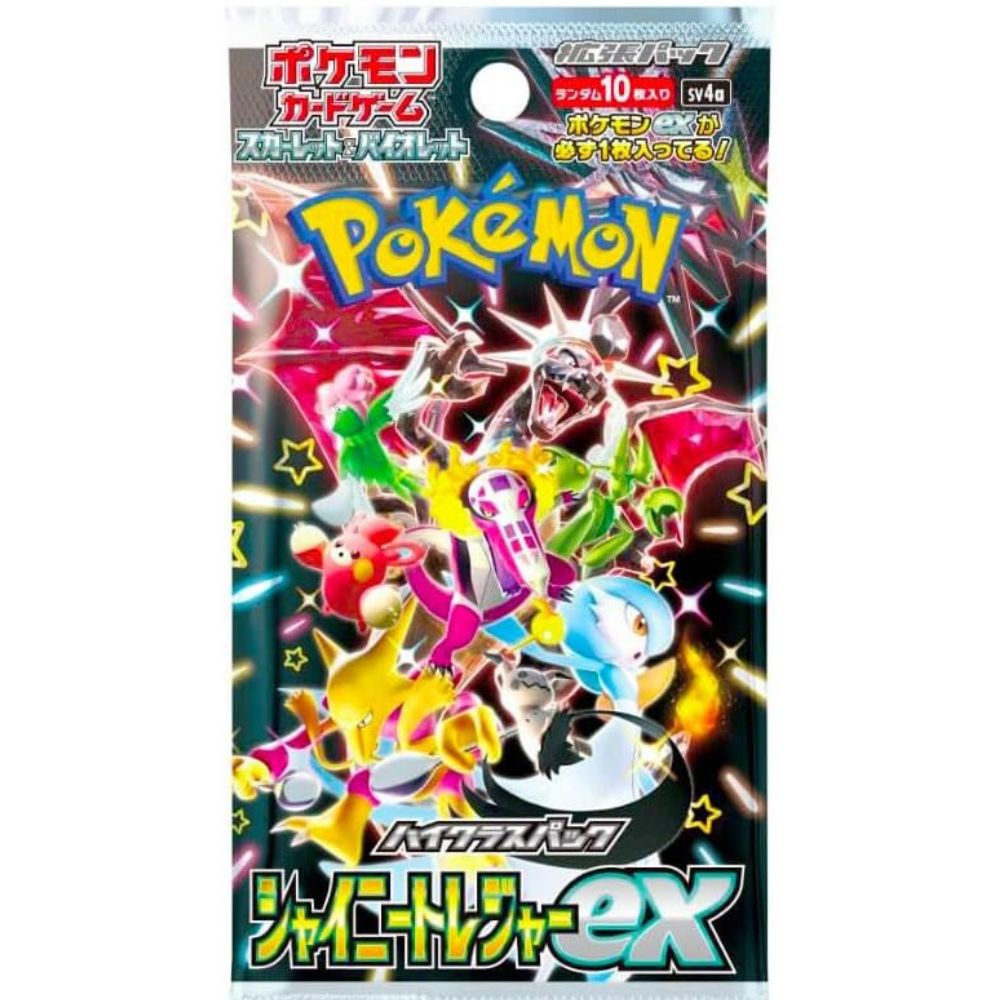 ポケモン
カードゲーム
スカーレット&バイオレット
拡張パック
ランダム10枚入り SV4a
ポケモンexが
必ず1枚入ってる!
POKéMON
TM
ハイクラスパック
シャイニートレジャーex